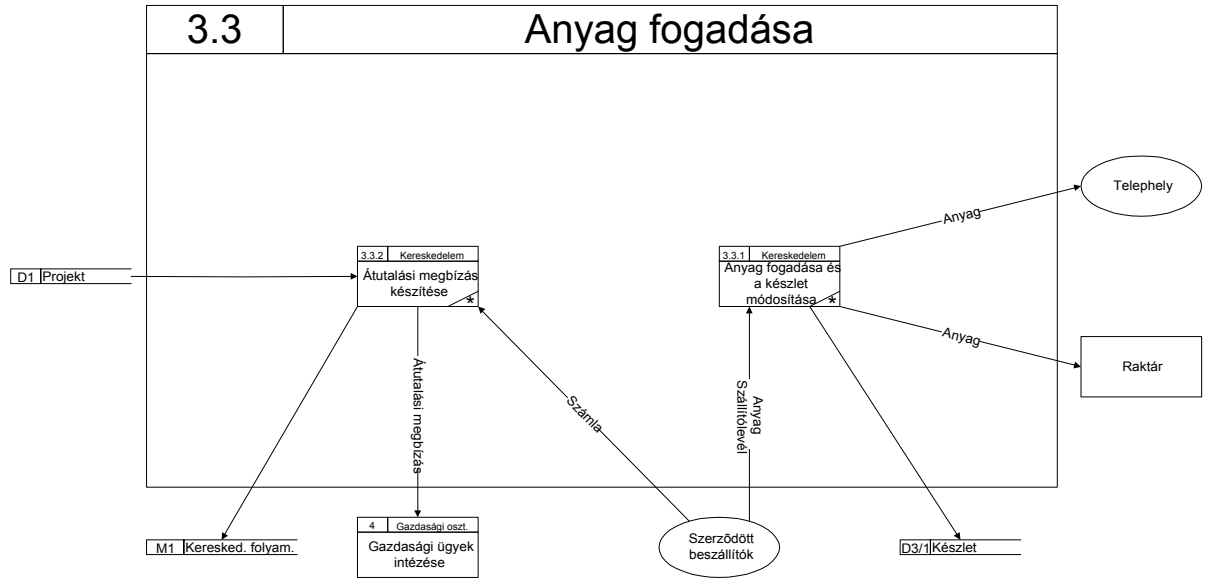 3.3 Anyag fogadása
Telephely
Anyag
3.3.2 Kereskedelem
Átutalási megbízás
készítése
*
3.3.1 Kereskedelem
Anyag fogadása és
a készlet
módosítása
*
D1 Projekt
Anyag
Raktár
Átutalási megbízás
Számla
Anyag
Szállítólevél
M1 Keresked. folyam.
4 Gazdasági oszt.
Gazdasági ügyek
intézése
Szerzõdött
beszállítók
D3/1 Készlet